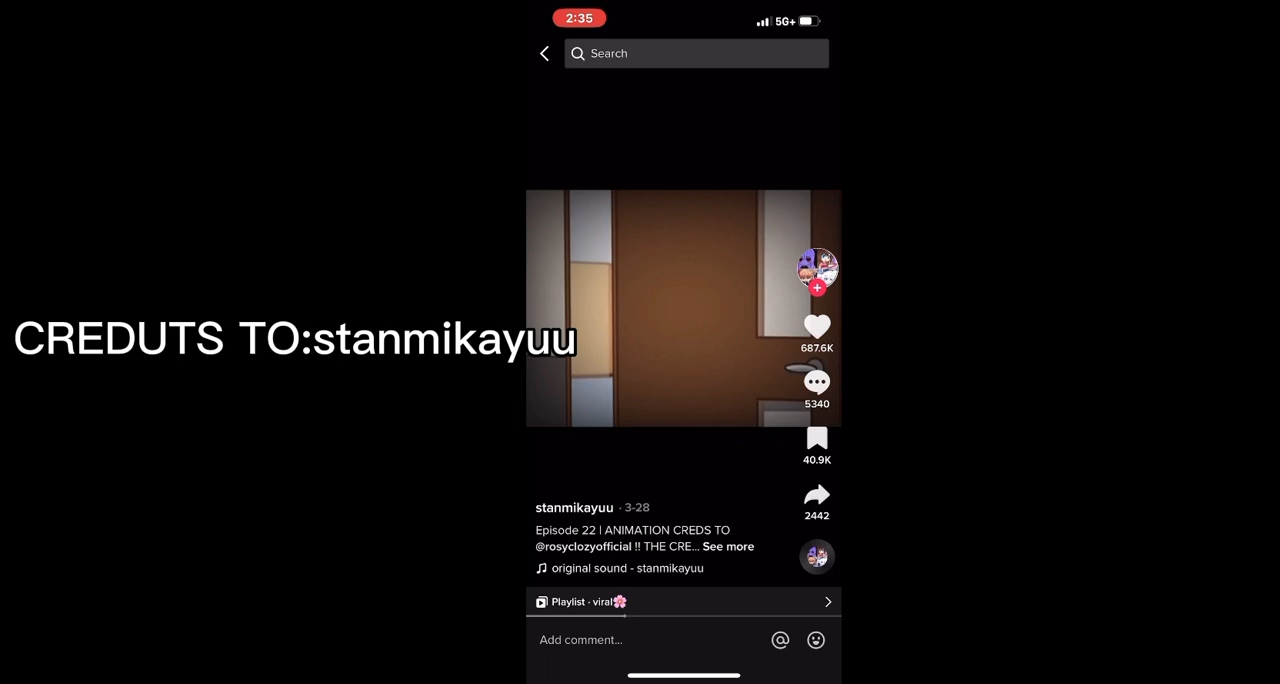 2:35
5G+
Search
CREDUTS TO:stanmikayuu
687.6K
5340
40.9K
2442
stanmikayuu · 3-28
Episode 22 | ANIMATION CREDS TO
@rosyclozyofficial !! THE CRE... See more
original sound - stanmikayuu
Playlist · viral🌸
Add comment...